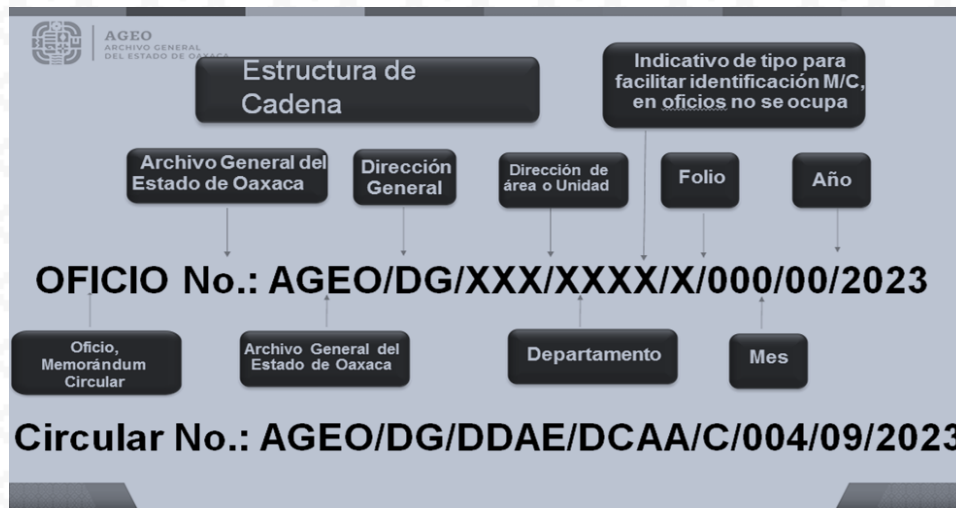 AGEO
ARCHIVO GENERAL
DEL ESTADO DE OAXACA
Estructura de
Cadena
Indicativo de tipo para
facilitar identificación M/C,
en oficios no se ocupa
Archivo General del
Estado de Oaxaca
Dirección
General
Dirección de
área o Unidad
Folio
Año
OFICIO No.: AGEO/DG/XXX/XXXX/X/000/00/2023
Oficio,
Memorándum
Circular
Archivo General del
Estado de Oaxaca
Departamento
Mes
Circular No.: AGEO/DG/DDAE/DCAA/C/004/09/2023